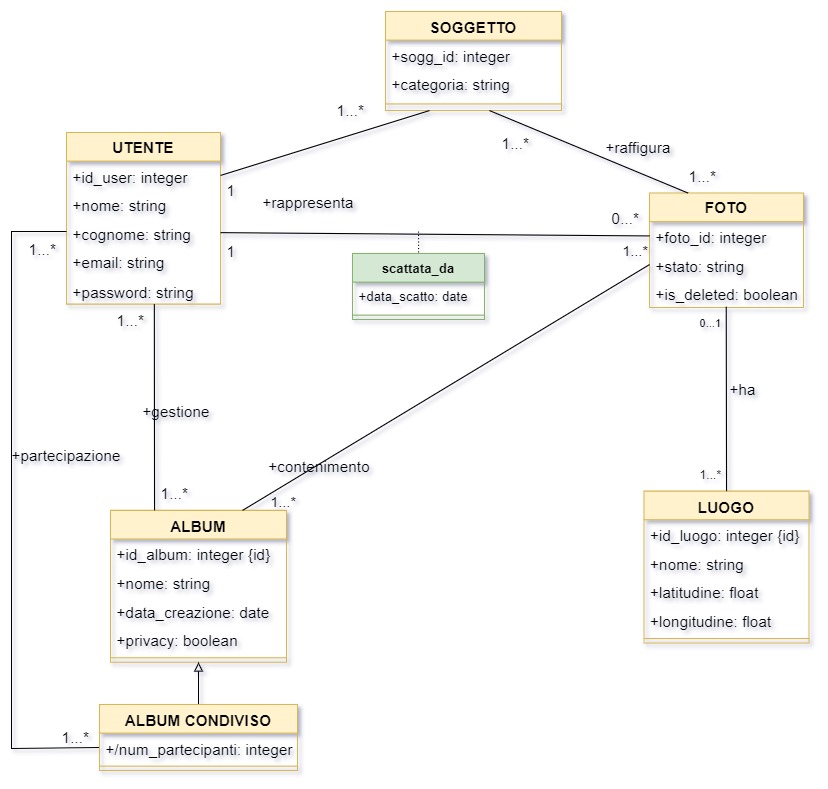 SOGGETTO
+sogg_id: integer
+categoria: string
1...*
1...*
+raffigura
1...*
UTENTE
+id_user: integer
+nome: string
+cognome: string
+email: string
+password: string
1
+rappresenta
1
0...*
FOTO
+foto_id: integer
+stato: string
+is_deleted: boolean
1...*
scattata_da
+data_scatto: date
1...*
1...*
0...1
+ha
1...*
+gestione
+partecipazione
+contenimento
1...*
1...*
ALBUM
+id_album: integer {id}
+nome: string
+data_creazione: date
+privacy: boolean
LUOGO
+id_luogo: integer {id}
+nome: string
+latitudine: float
+longitudine: float
ALBUM CONDIVISO
+/num_partecipanti: integer
1...*